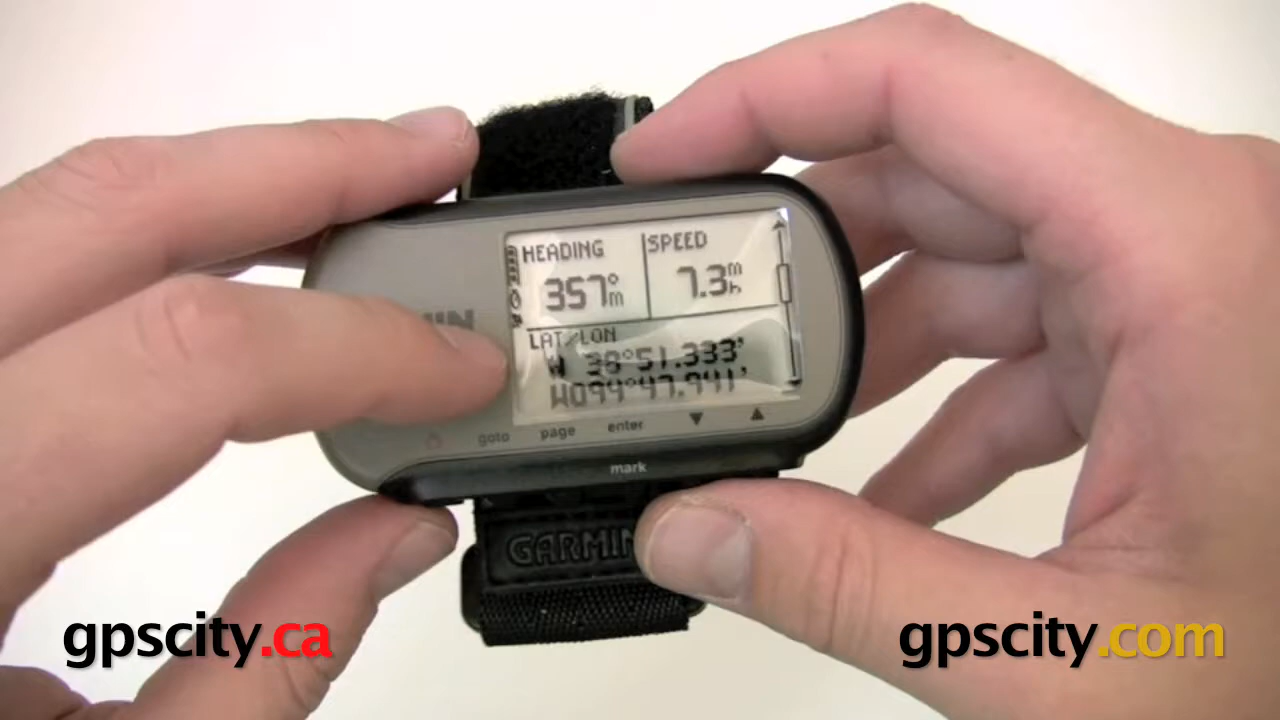 HEADING SPEED
357°m 7.3mh
LAT/LON
38°51.333'
W094°47.941'
goto page enter ▼ ▲
mark
GARMIN
gpscity.ca gpscity.com